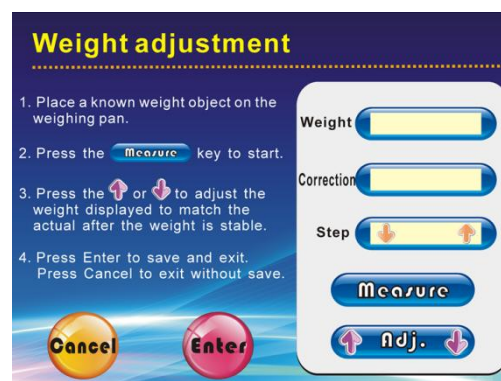 Weight adjustment
1. Place a known weight object on the
weighing pan.
2. Press the Measure key to start.
3. Press the or to adjust the
weight displayed to match the
actual after the weight is stable.
4. Press Enter to save and exit.
Press Cancel to exit without save.
Cancel
Enter
Weight
Correction
Step
Measure
Adj.